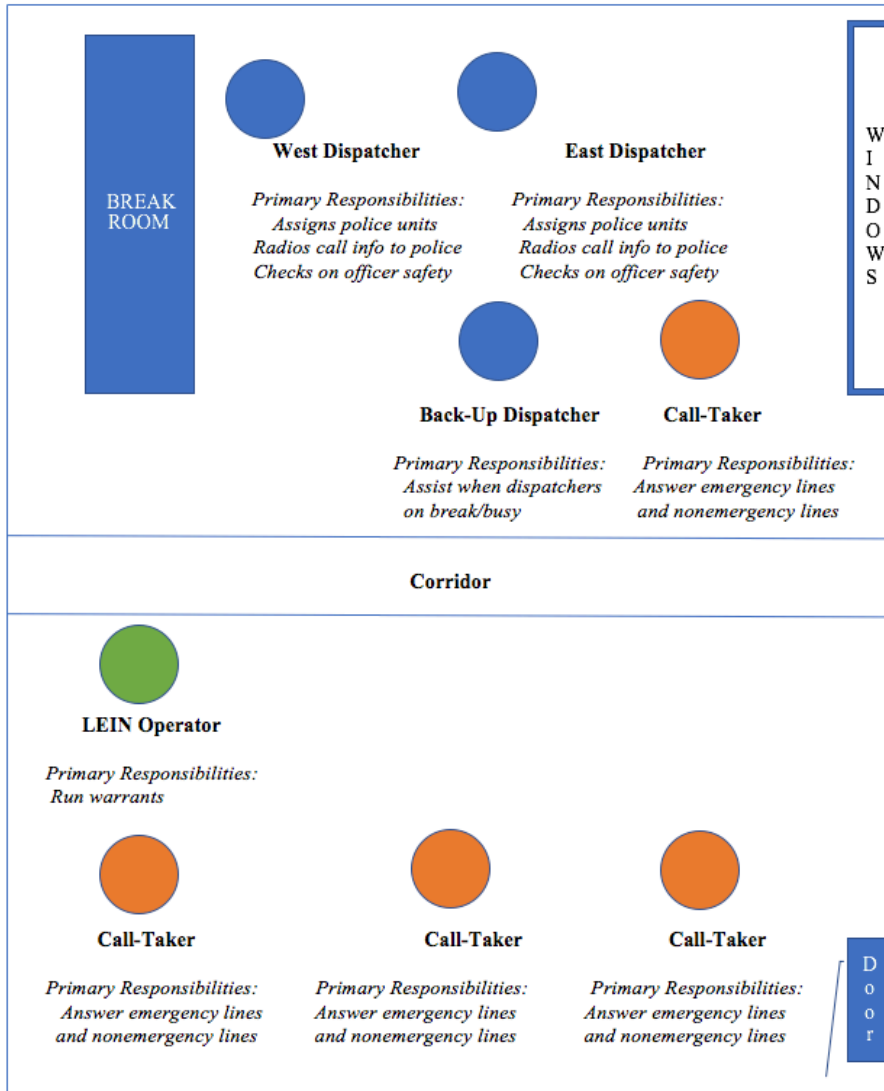 BREAK
ROOM
West Dispatcher
Primary Responsibilities:
Assigns police units
Radios call info to police
Checks on officer safety
East Dispatcher
Primary Responsibilities:
Assigns police units
Radios call info to police
Checks on officer safety
W
I
N
D
O
W
S
Back-Up Dispatcher
Primary Responsibilities:
Assist when dispatchers
on break/busy
Call-Taker
Primary Responsibilities:
Answer emergency lines
and nonemergency lines
Corridor
LEIN Operator
Primary Responsibilities:
Run warrants
Call-Taker
Primary Responsibilities:
Answer emergency lines
and nonemergency lines
Call-Taker
Primary Responsibilities:
Answer emergency lines
and nonemergency lines
Call-Taker
Primary Responsibilities:
Answer emergency lines
and nonemergency lines
D
o
o
r